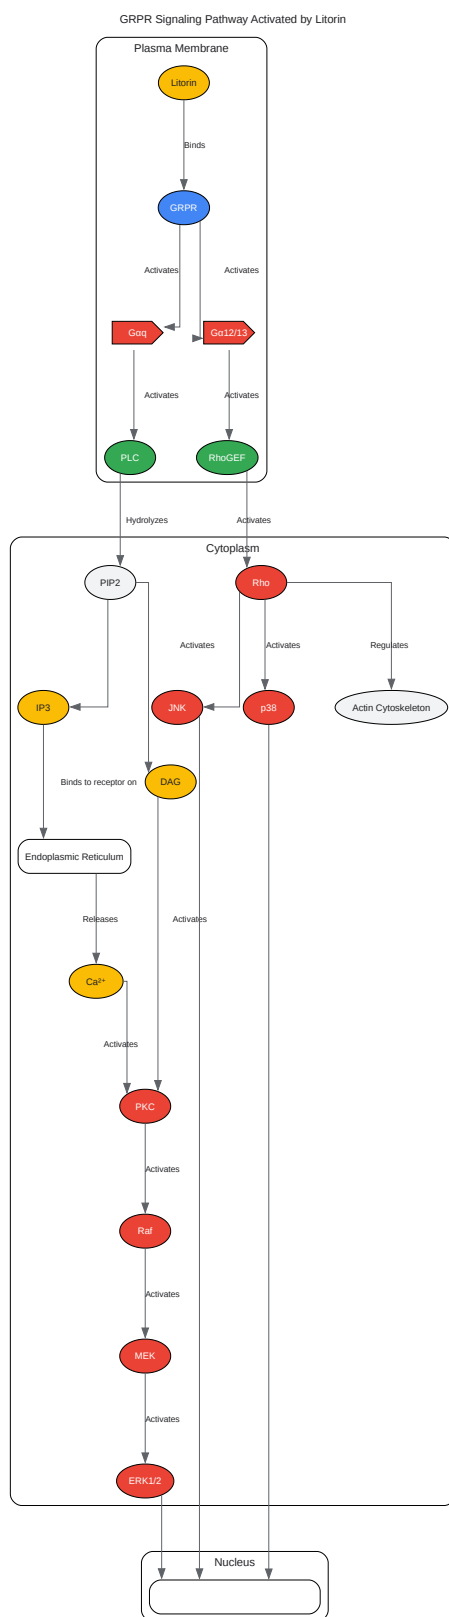 GRPR Signaling Pathway Activated by Litorin
Plasma Membrane
Litorin
Binds
GRPR
Activates
Activates
Gαq
Gα12/13
Activates
Activates
PLC
RhoGEF
Hydrolyzes
Activates
Cytoplasm
PIP2
Rho
Activates
Activates
Regulates
IP3
JNK
p38
Actin Cytoskeleton
Binds to receptor on
DAG
Endoplasmic Reticulum
Releases
Activates
Ca²⁺
Activates
PKC
Activates
Raf
Activates
MEK
Activates
ERK1/2
Nucleus